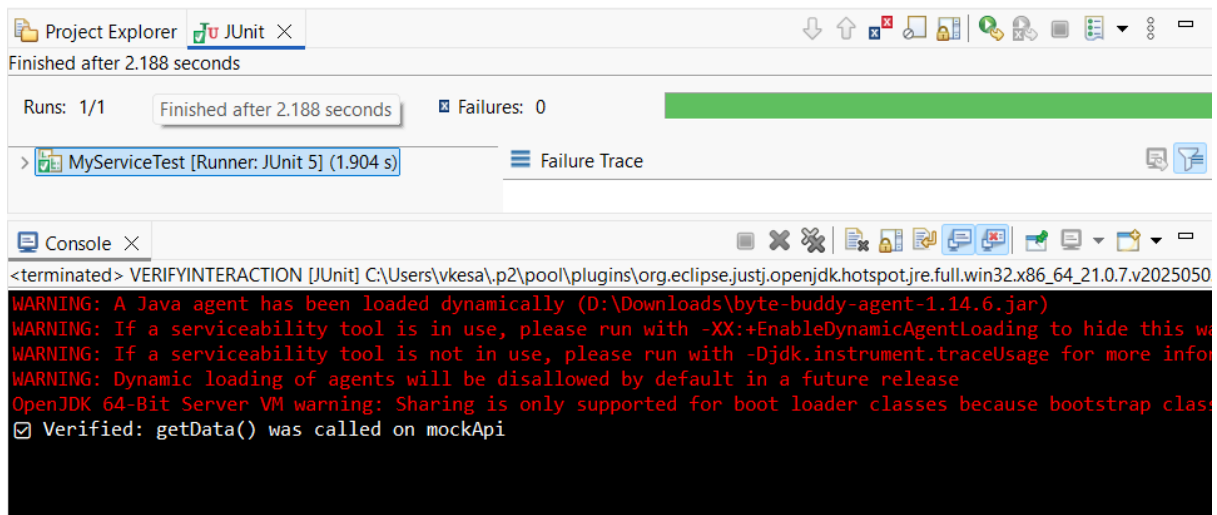 Project Explorer JUnit
Finished after 2.188 seconds
Runs: 1/1 Finished after 2.188 seconds Failures: 0
MyServiceTest [Runner: JUnit 5] (1.904 s) Failure Trace
Console
<terminated> VERIFYINTERACTION [JUnit] C:\Users\vkesa\.p2\pool\plugins\org.eclipse.justj.openjdk.hotspot.jre.full.win32.x86_64_21.0.7.v2025050
WARNING: A Java agent has been loaded dynamically (D:\Downloads\byte-buddy-agent-1.14.6.jar)
WARNING: If a serviceability tool is in use, please run with -XX:+EnableDynamicAgentLoading to hide this wa
WARNING: If a serviceability tool is not in use, please run with -Djdk.instrument.traceUsage for more infor
WARNING: Dynamic loading of agents will be disallowed by default in a future release
OpenJDK 64-Bit Server VM warning: Sharing is only supported for boot loader classes because bootstrap class
☑ Verified: getData() was called on mockApi